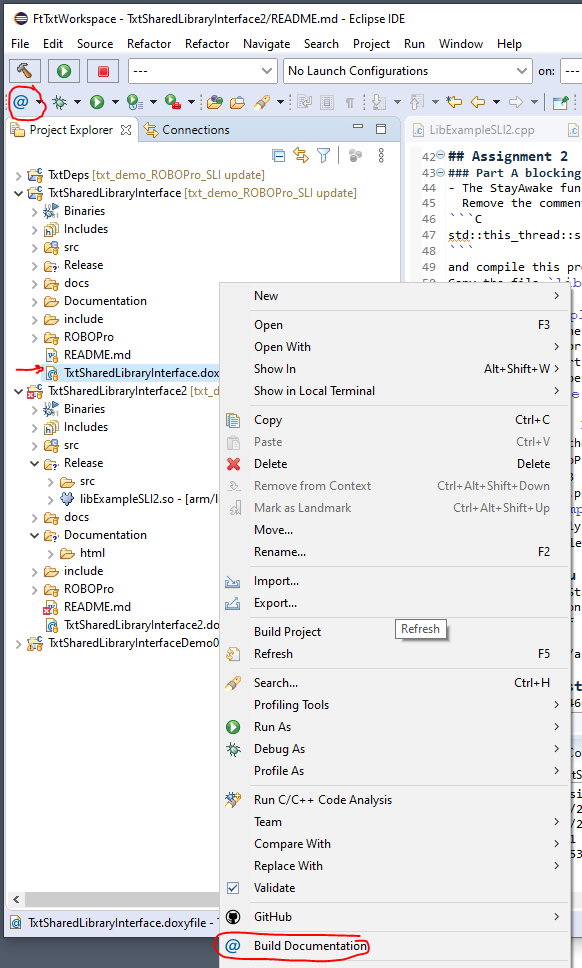 FtTxtWorkspace - TxtSharedLibraryInterface2/README.md - Eclipse IDE
File Edit Source Refactor Refactor Navigate Search Project Run Window Help
--- No Launch Configurations on: ---
@
Project Explorer Connections
LibExampleSLI2.cpp
TxtDeps [txt_demo_ROBOPro_SLI update]
TxtSharedLibraryInterface [txt_demo_ROBOPro_SLI update]
Binaries
Includes
src
Release
docs
Documentation
include
ROBOPro
README.md
TxtSharedLibraryInterface.dox
TxtSharedLibraryInterface2 [txt_d
Binaries
Includes
src
Release
src
libExampleSLI2.so - [arm/l
docs
Documentation
html
include
ROBOPro
README.md
TxtSharedLibraryInterface2.do
TxtSharedLibraryInterfaceDemo0
42 ## Assignment 2
43 ### Part A blocking
44 - The StayAwake fun
45 Remove the comment
46 ```C
47 std::this_thread::s
48 ```
49 and compile this pr
New
Open F3
Open With
Show In Alt+Shift+W
Show in Local Terminal
Copy Ctrl+C
Paste Ctrl+V
Delete Delete
Remove from Context Ctrl+Alt+Shift+Down
Mark as Landmark Ctrl+Alt+Shift+Up
Move...
Rename... F2
Import...
Export...
Build Project
Refresh
Refresh F5
Search... Ctrl+H
Profiling Tools
Run As
Debug As
Profile As
Run C/C++ Code Analysis
Team
Compare With
Replace With
Validate
GitHub
@ Build Documentation
TxtSharedLibraryInterface.doxyfile - T